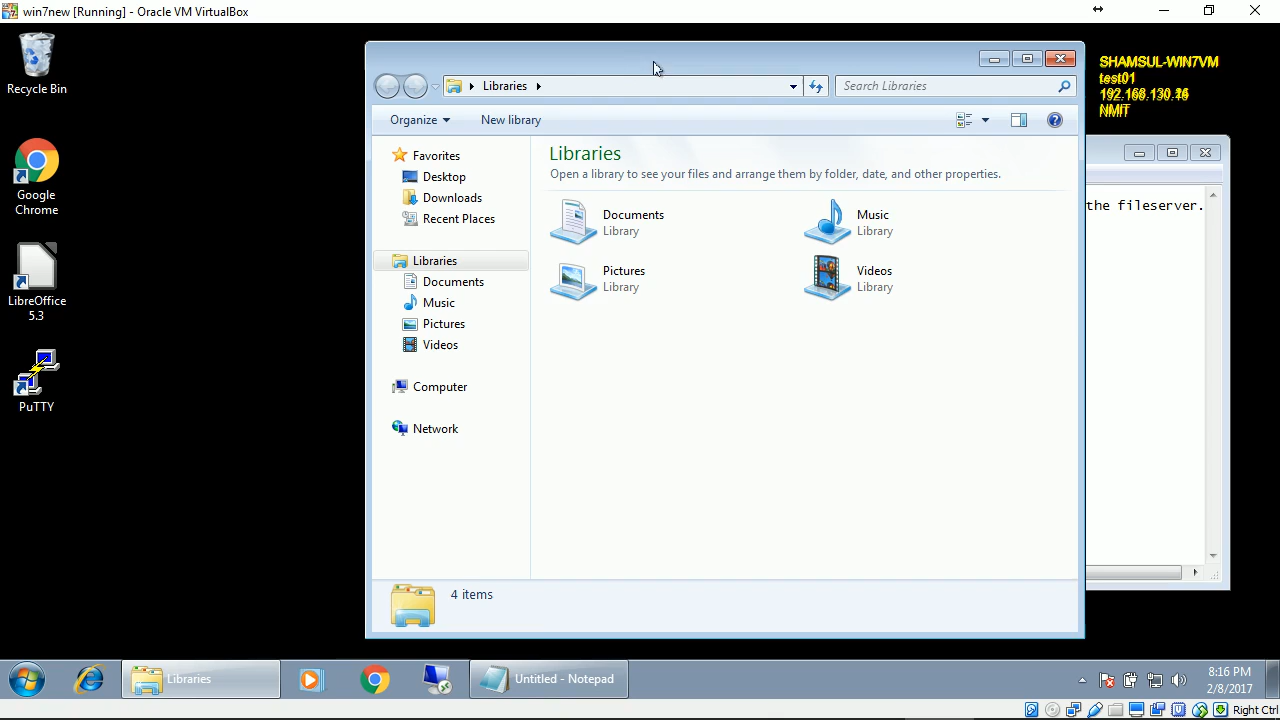 win7new [Running] - Oracle VM VirtualBox
Recycle Bin
Google
Chrome
LibreOffice
5.3
PuTTY
Libraries
Search Libraries
Organize
New library
Favorites
Desktop
Downloads
Recent Places
Libraries
Documents
Music
Pictures
Videos
Computer
Network
Libraries
Open a library to see your files and arrange them by folder, date, and other properties.
Documents
Library
Music
Library
Pictures
Library
Videos
Library
4 items
SHAMSUL-WIN7VM
test01
NMIT
the fileserver.
Libraries
Untitled - Notepad
8:16 PM
2/8/2017
Right Ctrl